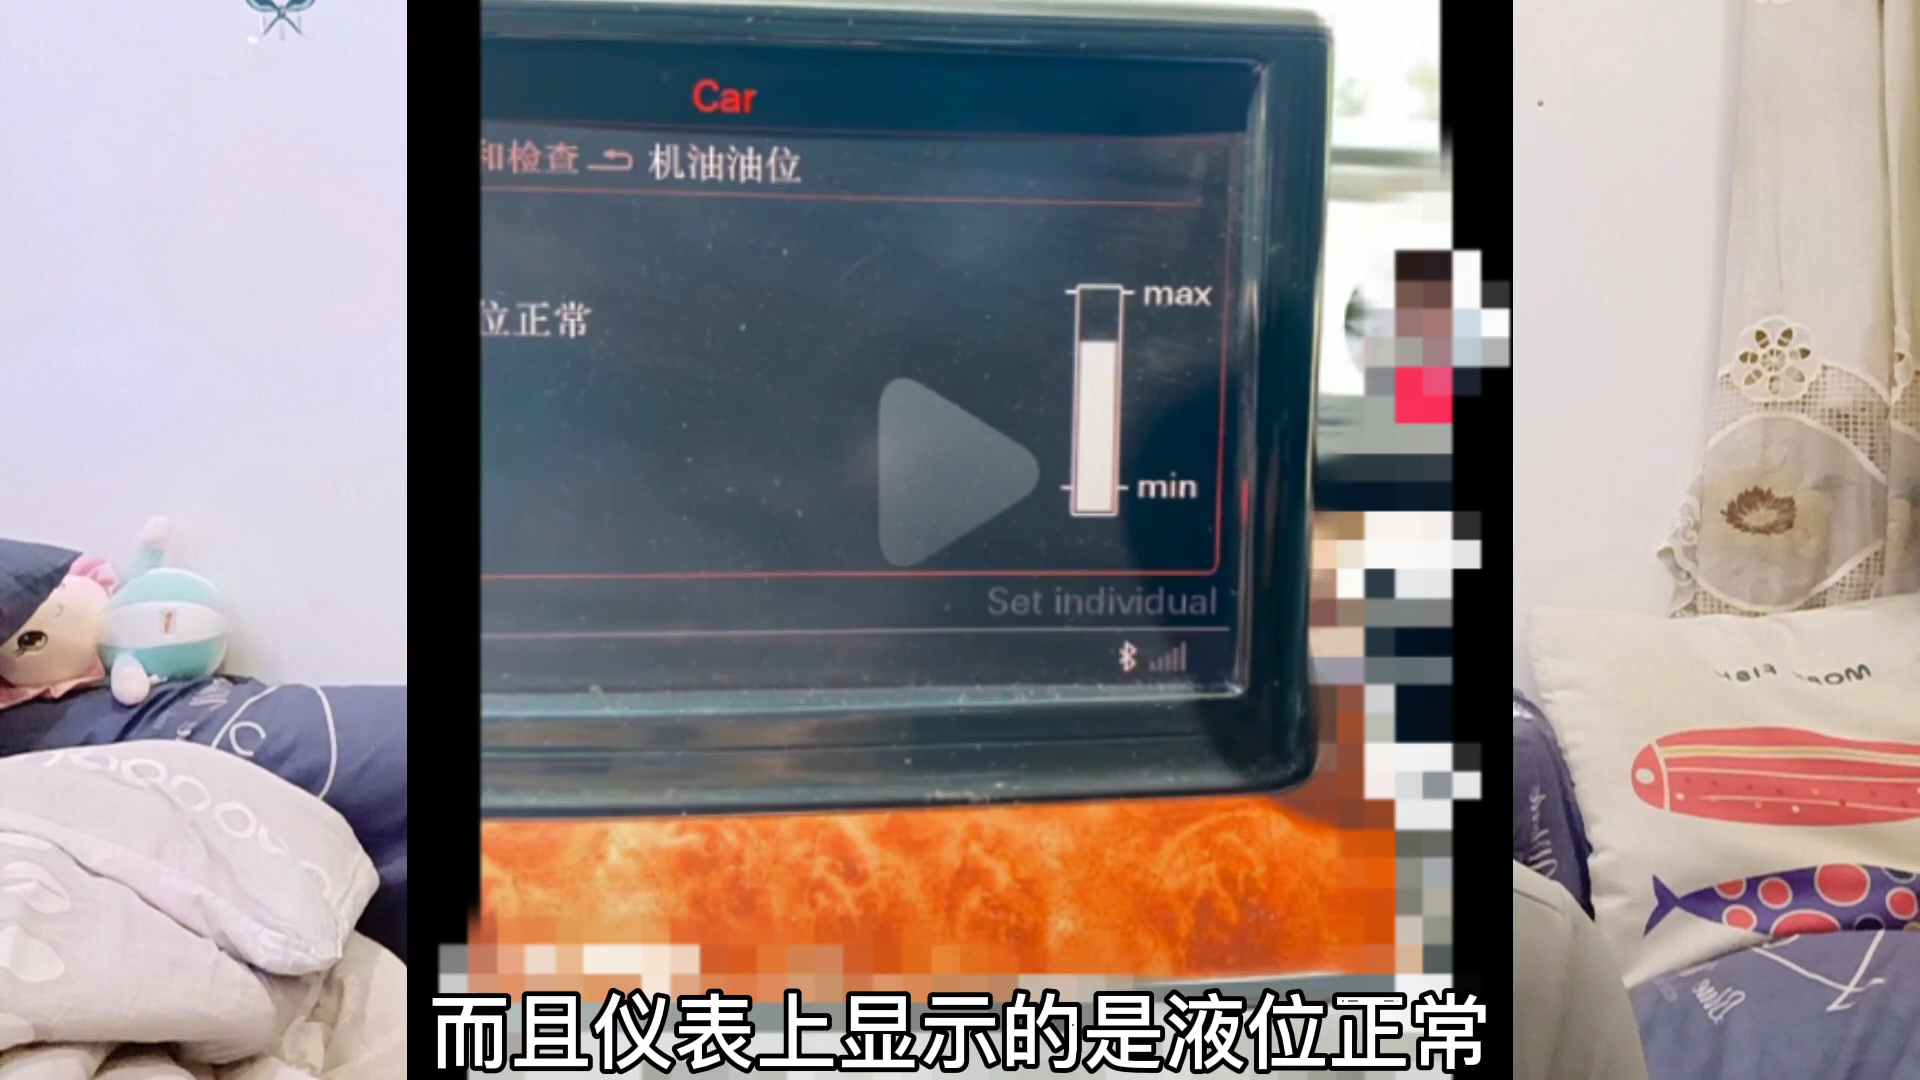 Car
和检查 机油油位
max
位正常
min
Set individual
而且仪表上显示的是液位正常